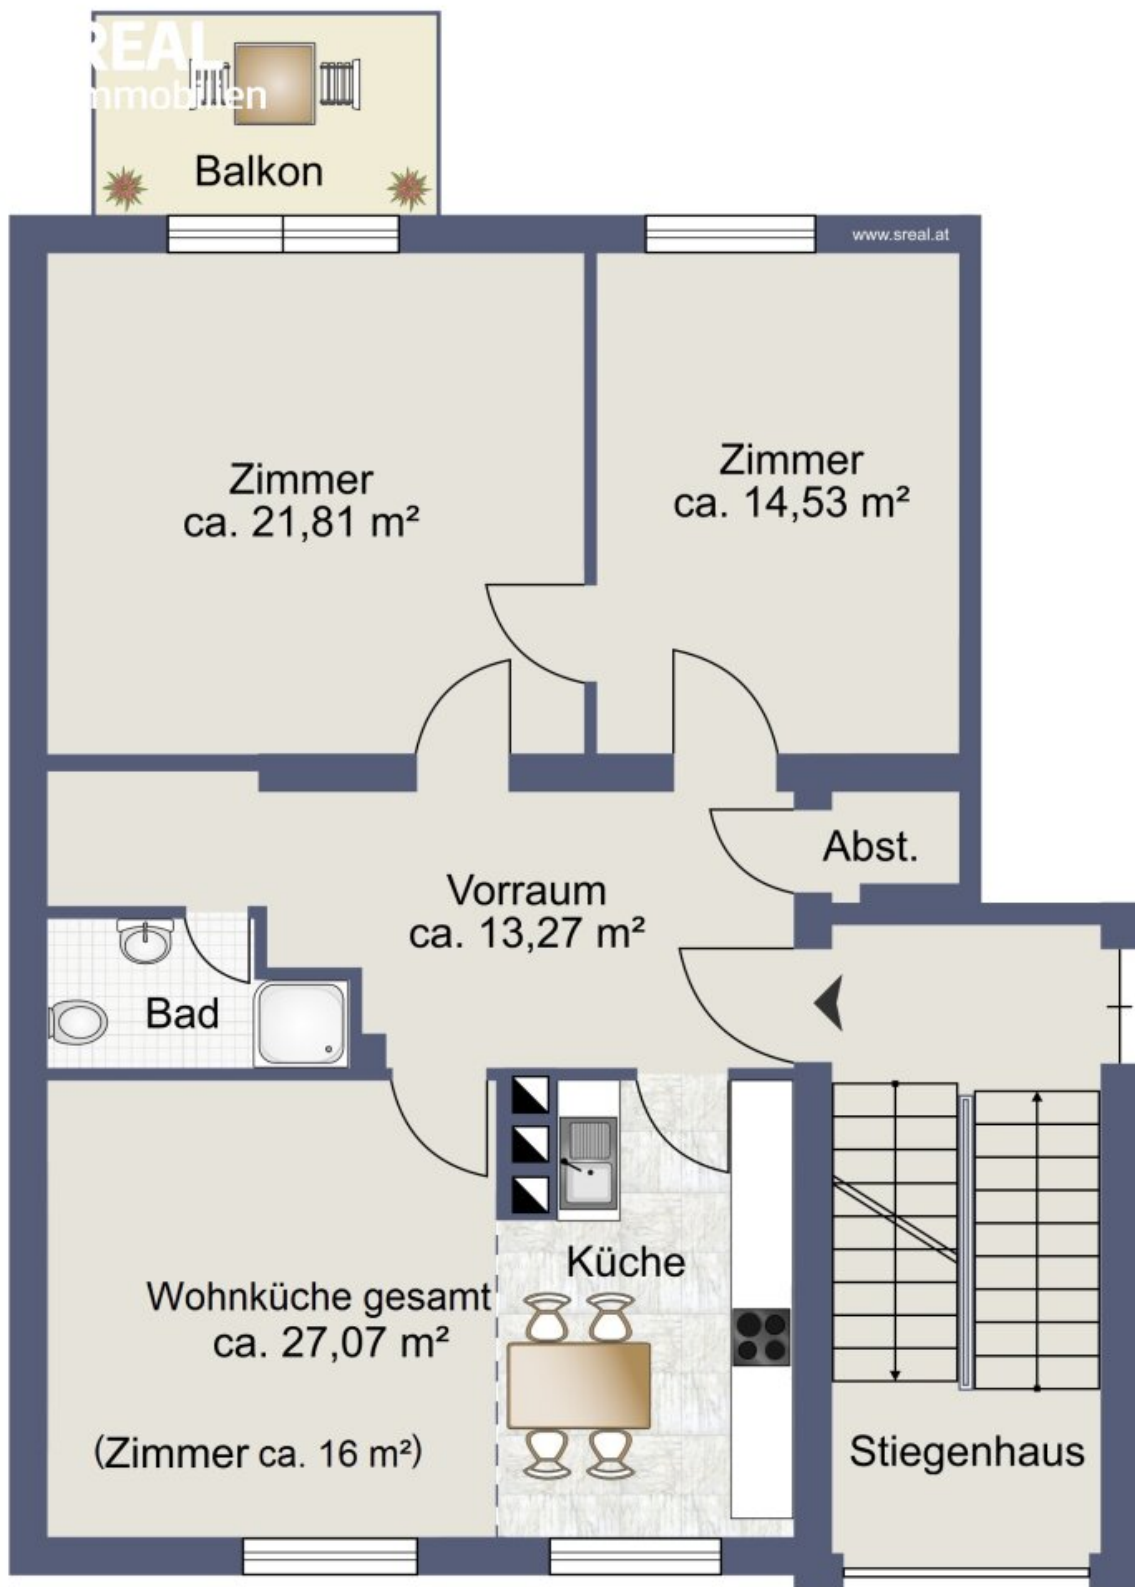 SREAL
Immobilien
Balkon
www.sreal.at
Zimmer
ca. 21,81 m²
Zimmer
ca. 14,53 m²
Abst.
Vorraum
ca. 13,27 m²
Bad
Küche
Wohnküche gesamt
ca. 27,07 m²
(Zimmer ca. 16 m²)
Stiegenhaus